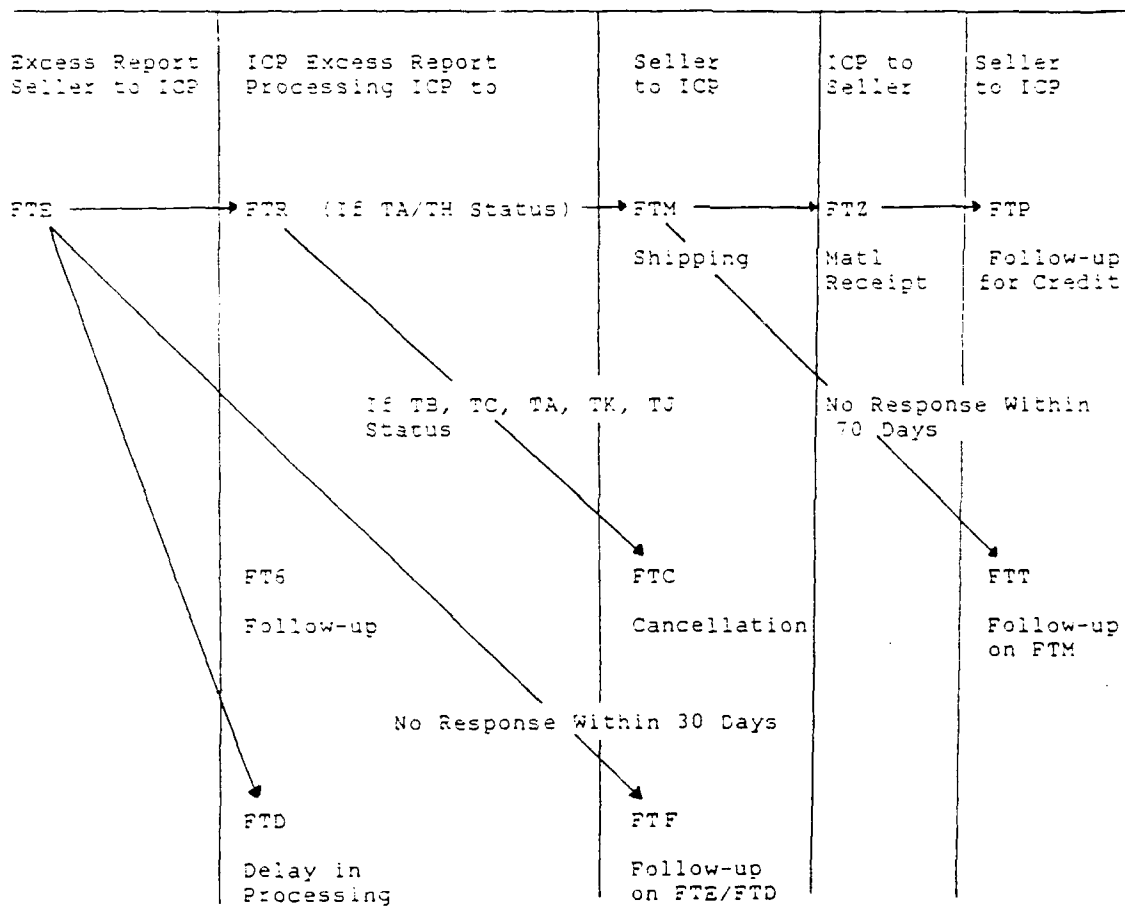 Excess Report
Seller to ICP
ICP Excess Report
Processing ICP to
Seller
to ICP
ICP to
Seller
Seller
to ICP
FTE
FTR (If TA/TH Status)
FTM
FTZ
FTP
Shipping
Matl
Receipt
Follow-up
for Credit
If TB, TC, TA, TK, TJ
Status
No Response Within
70 Days
FT6
FTC
FTT
Follow-up
Cancellation
Follow-up
on FTM
No Response Within 30 Days
FTD
FTF
Delay in
Processing
Follow-up
on FTE/FTD